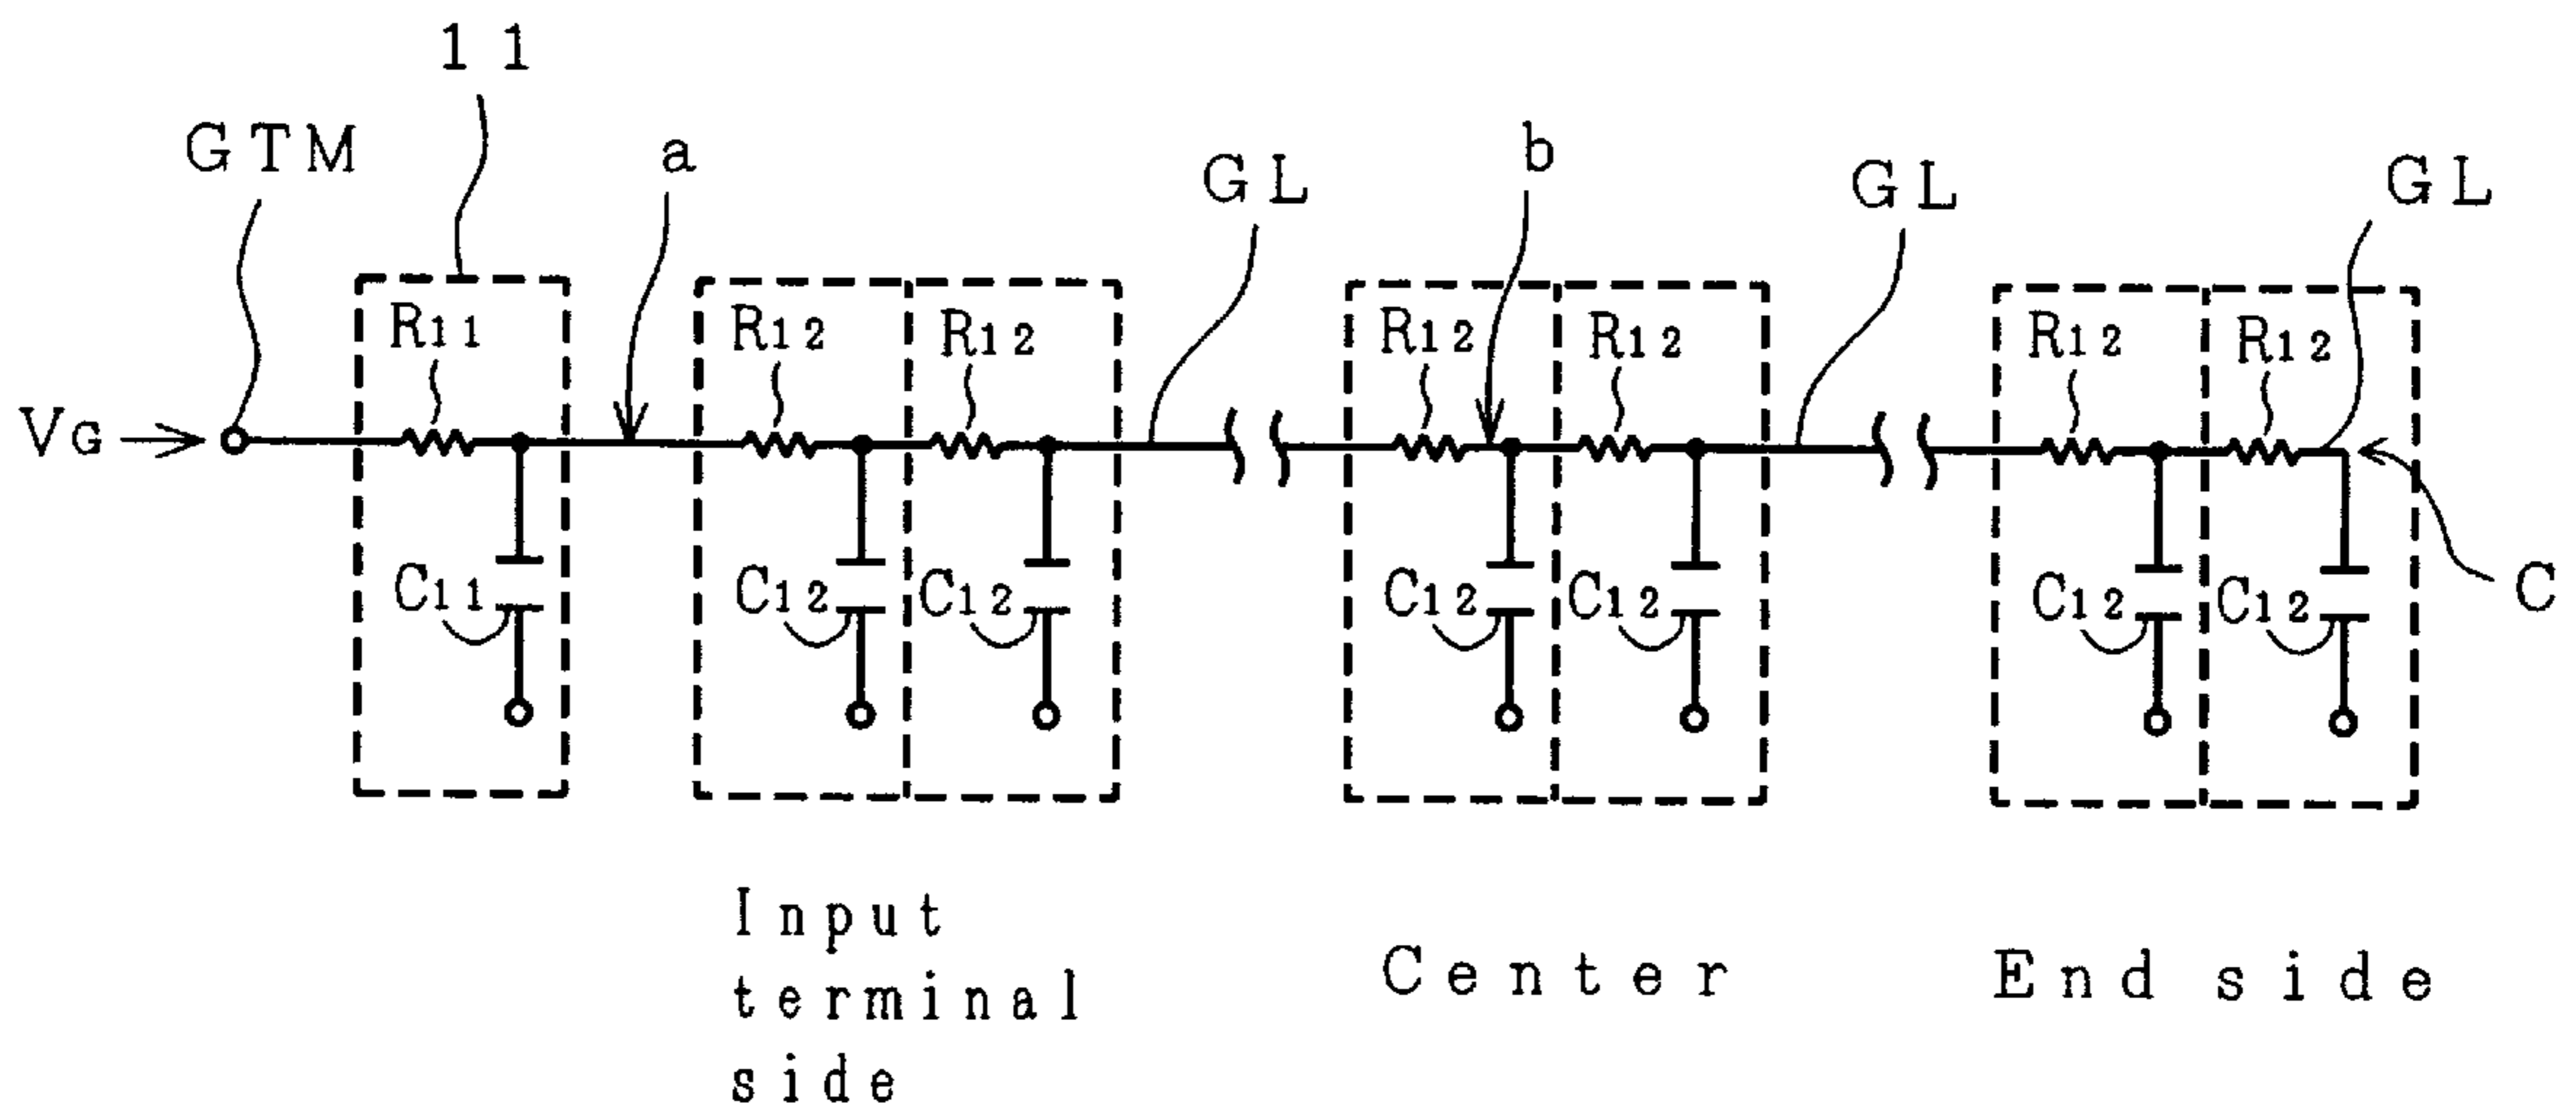 11
GTM
a
GL
b
GL
GL
R11
R12
R12
R12
R12
R12
R12
VG
C11
C12
C12
C12
C12
C12
C12
C
Input
terminal
side
Center
End side